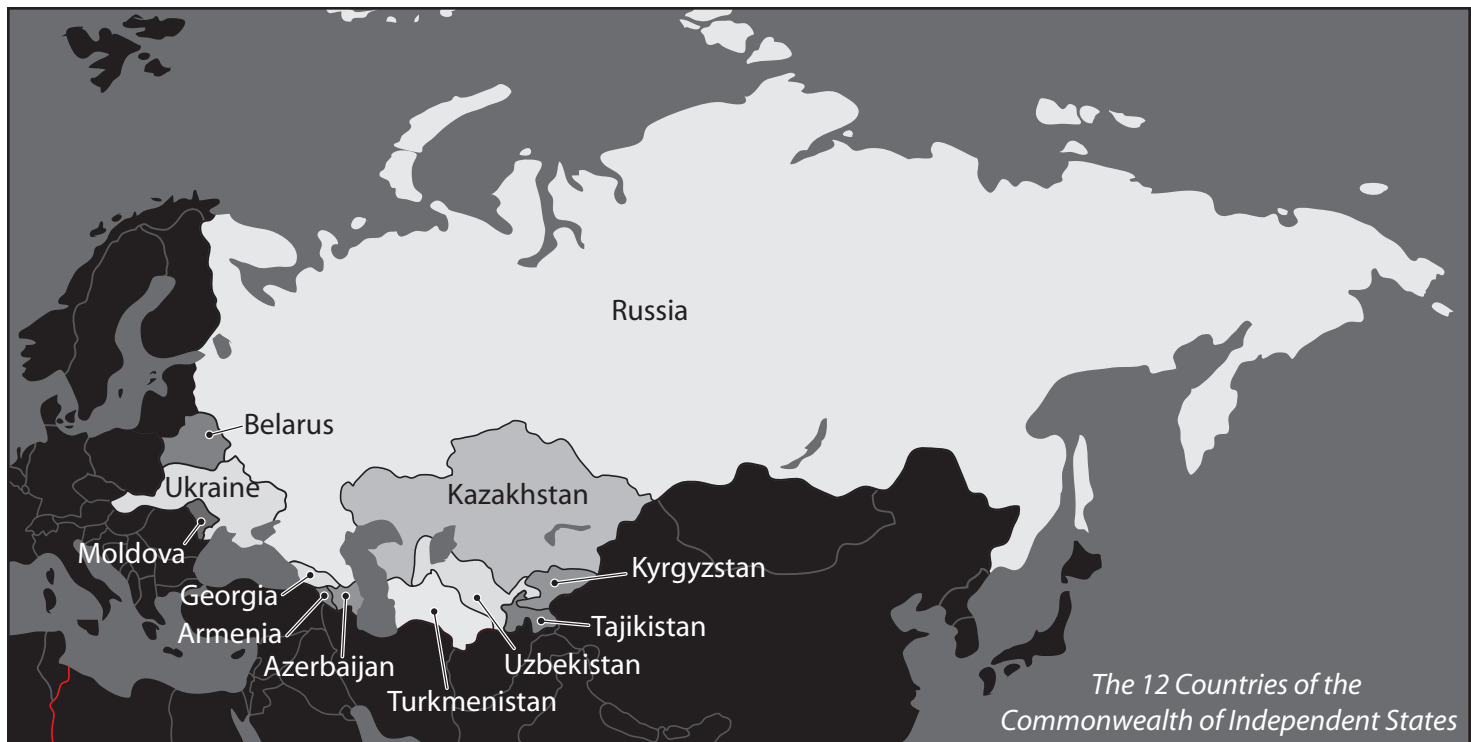 Russia
Belarus
Ukraine
Kazakhstan
Moldova
Kyrgyzstan
Georgia
Armenia
Tajikistan
Azerbaijan
Uzbekistan
Turkmenistan
The 12 Countries of the
Commonwealth of Independent States